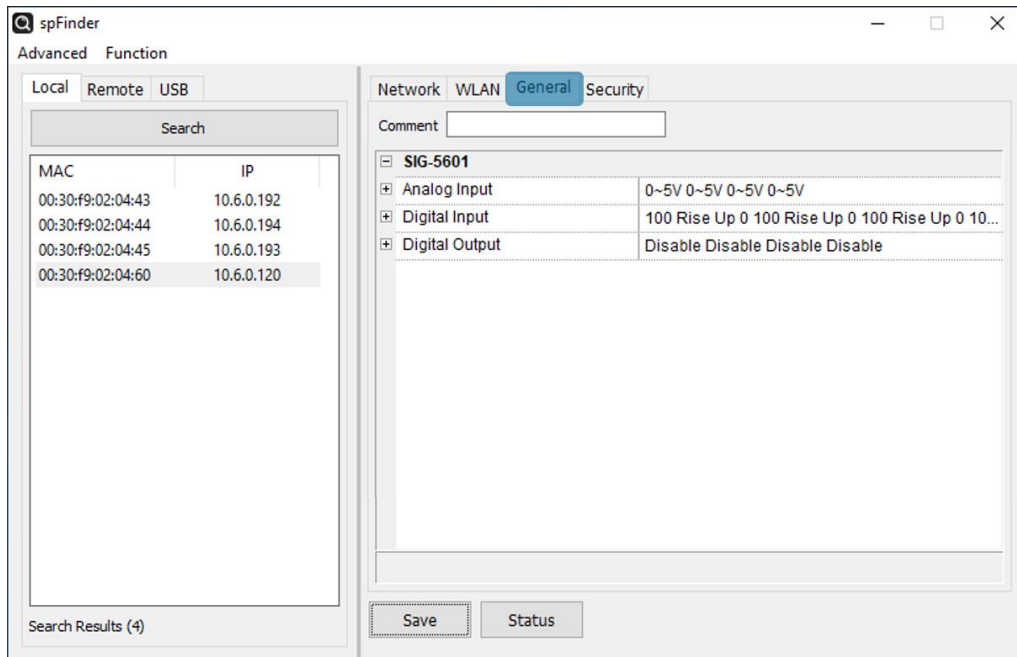 spFinder
Advanced Function
Local Remote USB
Search
MAC IP
00:30:f9:02:04:43 10.6.0.192
00:30:f9:02:04:44 10.6.0.194
00:30:f9:02:04:45 10.6.0.193
00:30:f9:02:04:60 10.6.0.120
Search Results (4)
Network WLAN General Security
Comment
SIG-5601
Analog Input 0~5V 0~5V 0~5V 0~5V
Digital Input 100 Rise Up 0 100 Rise Up 0 100 Rise Up 0 10...
Digital Output Disable Disable Disable Disable
Save Status